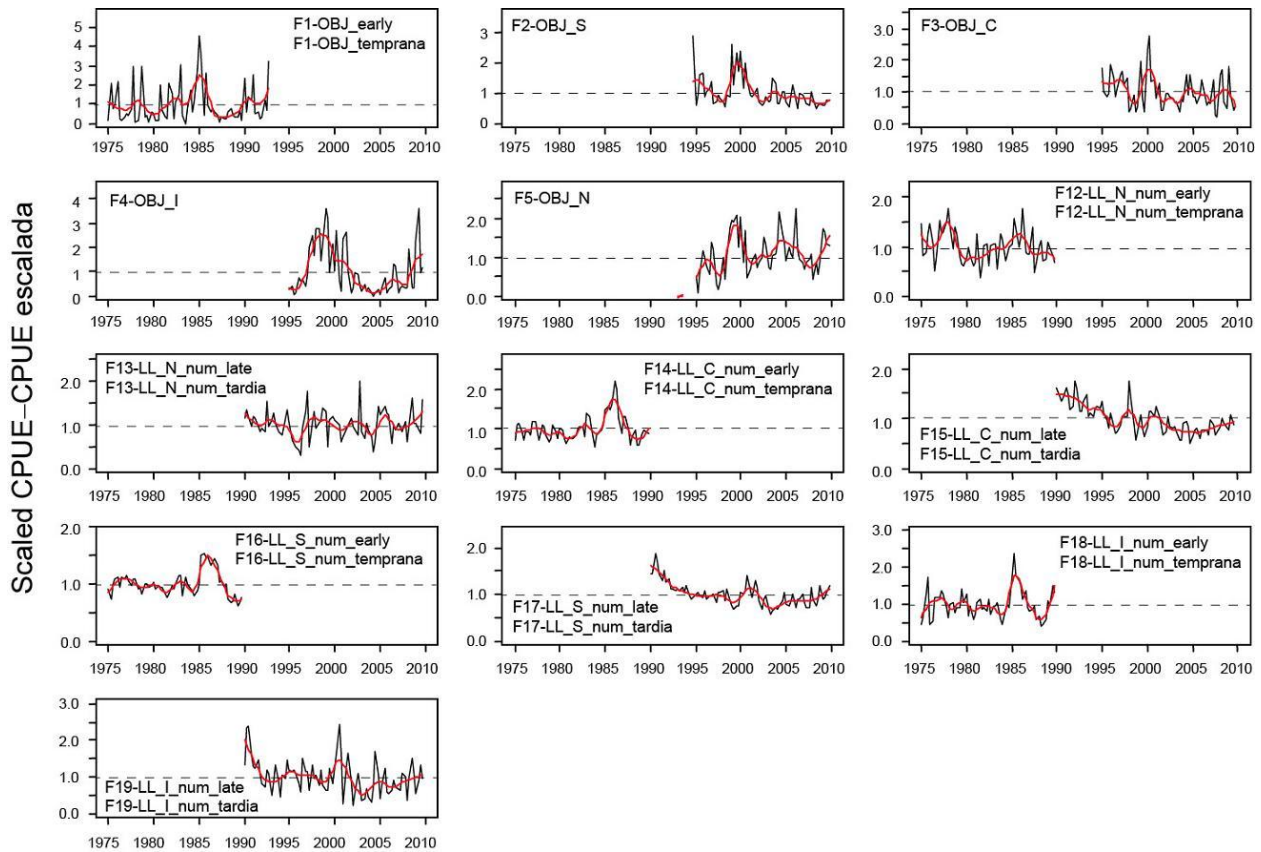 Scaled CPUE–CPUE escalada
F1-OBJ_early
F1-OBJ_temprana
5
4
3
2
1
0
1975 1980 1985 1990 1995 2000 2005 2010
F2-OBJ_S
3
2
1
0
1975 1980 1985 1990 1995 2000 2005 2010
F3-OBJ_C
3.0
2.0
1.0
0.0
1975 1980 1985 1990 1995 2000 2005 2010
F4-OBJ_I
4
3
2
1
0
1975 1980 1985 1990 1995 2000 2005 2010
F5-OBJ_N
2.0
1.0
0.0
1975 1980 1985 1990 1995 2000 2005 2010
F12-LL_N_num_early
F12-LL_N_num_temprana
2.0
1.0
0.0
1975 1980 1985 1990 1995 2000 2005 2010
F13-LL_N_num_late
F13-LL_N_num_tardia
2.0
1.0
0.0
1975 1980 1985 1990 1995 2000 2005 2010
F14-LL_C_num_early
F14-LL_C_num_temprana
2.0
1.0
0.0
1975 1980 1985 1990 1995 2000 2005 2010
2.0
1.0
0.0
F15-LL_C_num_late
F15-LL_C_num_tardia
1975 1980 1985 1990 1995 2000 2005 2010
F16-LL_S_num_early
F16-LL_S_num_temprana
2.0
1.0
0.0
1975 1980 1985 1990 1995 2000 2005 2010
2.0
1.0
0.0
F17-LL_S_num_late
F17-LL_S_num_tardia
1975 1980 1985 1990 1995 2000 2005 2010
F18-LL_I_num_early
F18-LL_I_num_temprana
3.0
2.0
1.0
0.0
1975 1980 1985 1990 1995 2000 2005 2010
3.0
2.0
1.0
0.0
F19-LL_I_num_late
F19-LL_I_num_tardia
1975 1980 1985 1990 1995 2000 2005 2010